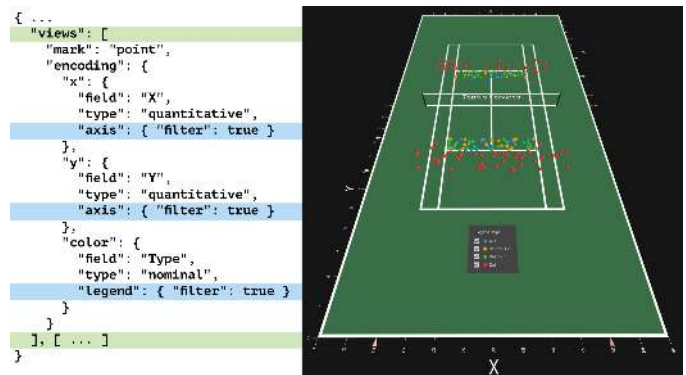 { ...
"views": [
"mark": "point",
"encoding": {
"x": {
"field": "X",
"type": "quantitative",
"axis": { "filter": true }
},
"y": {
"field": "Y",
"type": "quantitative",
"axis": { "filter": true }
},
"color": {
"field": "Type",
"type": "nominal",
"legend": { "filter": true }
}
}
], [ ... ]
}
Y
X